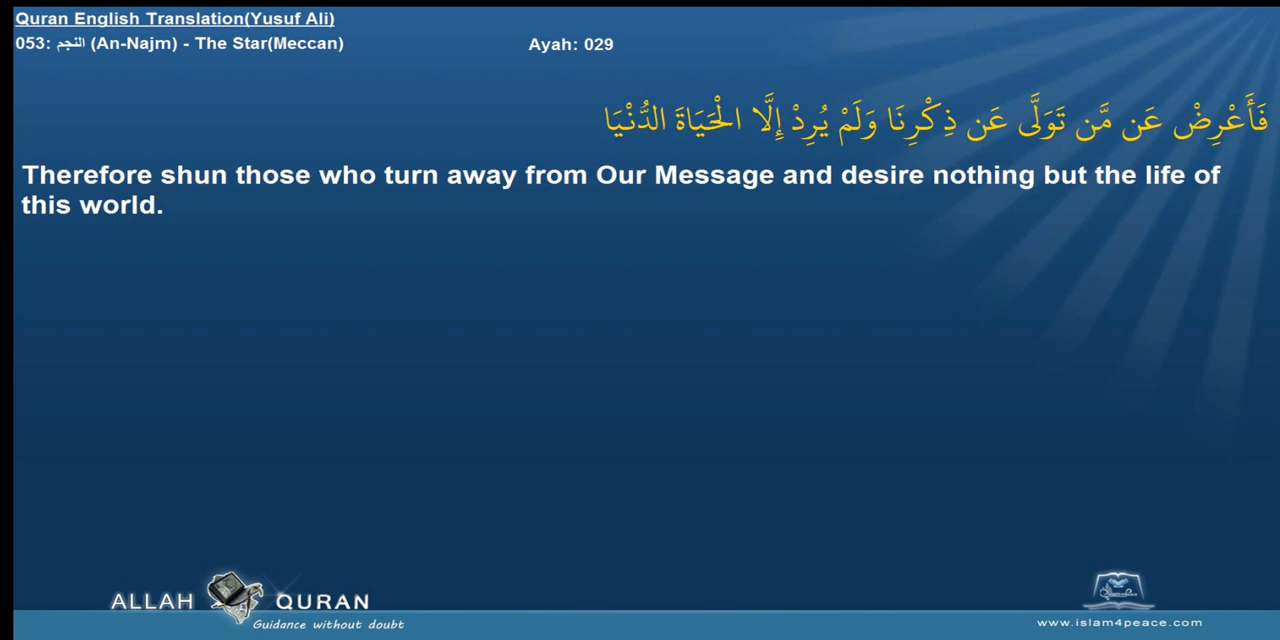 Quran English Translation(Yusuf Ali)
053: النجم (An-Najm) - The Star(Meccan)
Ayah: 029
فَأَعْرِضْ عَن مَّن تَوَلَّى عَن ذِكْرِنَا وَلَمْ يُرِدْ إِلَّا الْحَيَاةَ الدُّنْيَا
Therefore shun those who turn away from Our Message and desire nothing but the life of
this world.
ALLAH QURAN
Guidance without doubt
www.islam4peace.com